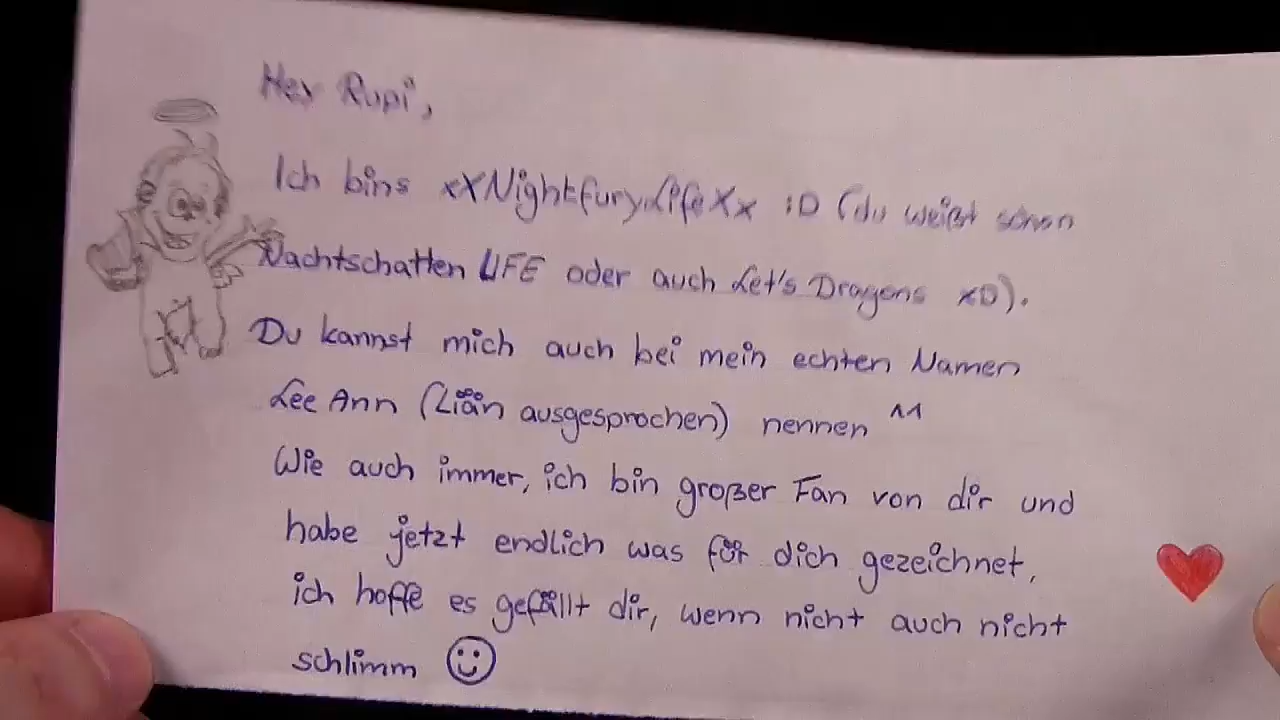 Hey Rupi,
Ich bins xXNightfuryLifeXx :D (du weißt schon
Nachtschatten LIFE oder auch Let's Dragons xD).
Du kannst mich auch bei mein echten Namen
Lee Ann (Liän ausgesprochen) nennen ^^
Wie auch immer, ich bin großer Fan von dir und
habe jetzt endlich was für dich gezeichnet,
ich hoffe es gefällt dir, wenn nicht auch nicht
schlimm ☺